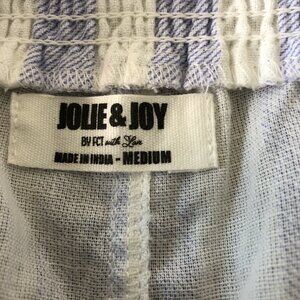 JOLIE & JOY
BY FCT with Love
MADE IN INDIA - MEDIUM